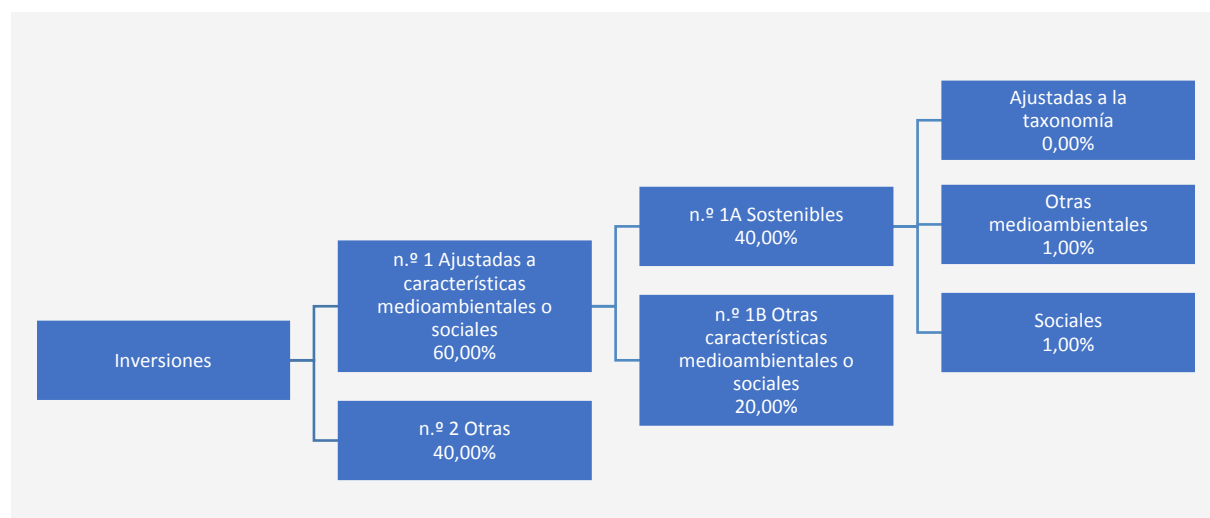 Inversiones
n.º 1 Ajustadas a
características
medioambientales o
sociales
60,00%
n.º 2 Otras
40,00%
n.º 1A Sostenibles
40,00%
n.º 1B Otras
características
medioambientales o
sociales
20,00%
Ajustadas a la
taxonomía
0,00%
Otras
medioambientales
1,00%
Sociales
1,00%